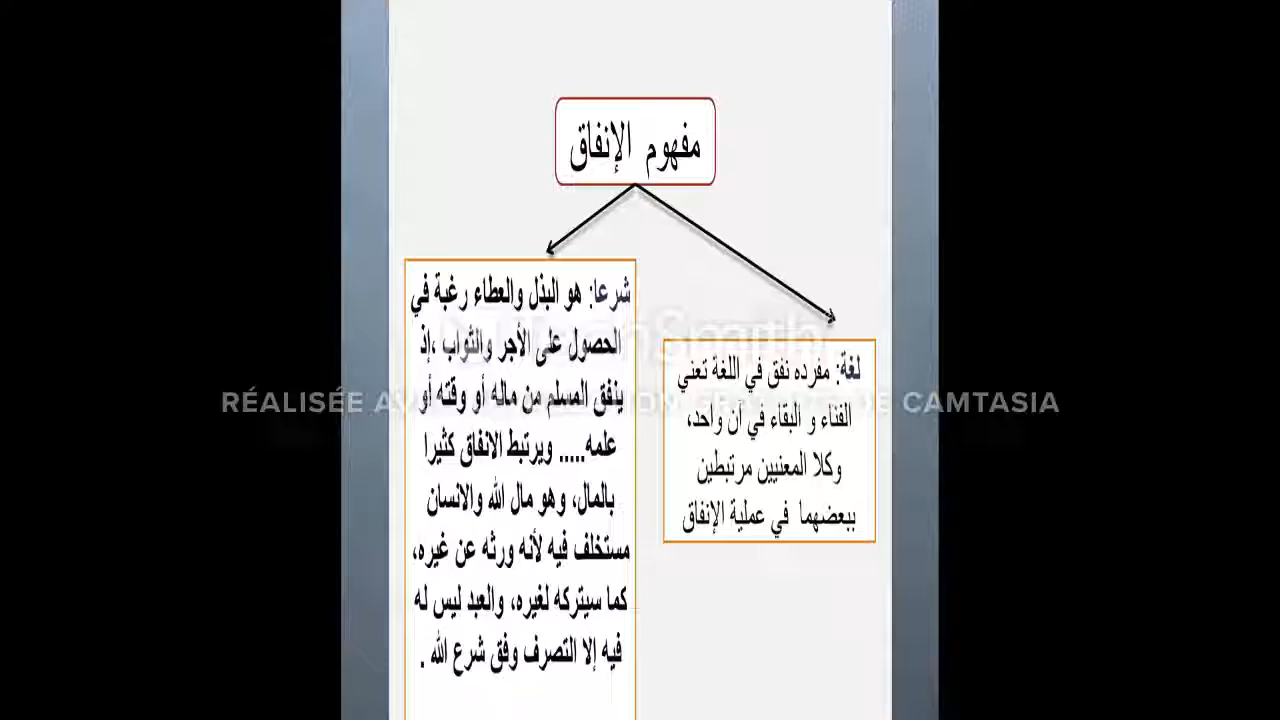 مفهوم الإنفاق
لغة: مفرده نفق في اللغة تعني
الفناء و البقاء في آن واحد،
وكلا المعنيين مرتبطين
ببعضهما في عملية الإنفاق
شرعا: هو البذل والعطاء رغبة في
الحصول على الأجر والثواب ،إذ
ينفق المسلم من ماله أو وقته أو
علمه..... ويرتبط الانفاق كثيرا
بالمال، وهو مال الله والانسان
مستخلف فيه لأنه ورثه عن غيره،
كما سيتركه لغيره، والعبد ليس له
فيه إلا التصرف وفق شرع الله .
TechSmith
RÉALISÉE DE CAMTASIA